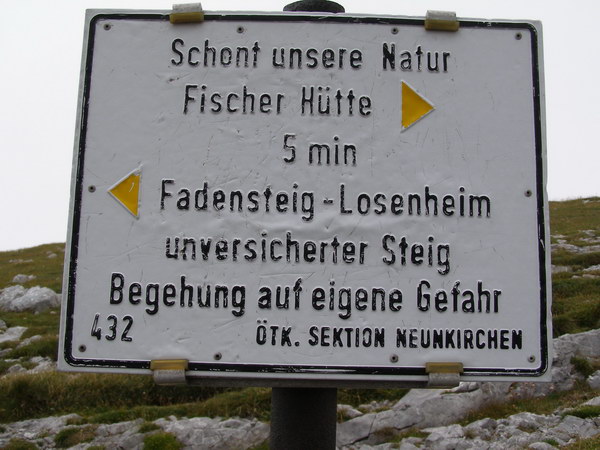 Schont unsere Natur
Fischer Hütte
5 min
Fadensteig - Losenheim
unversicherter Steig
Begehung auf eigene Gefahr
432 ÖTK. SEKTION NEUNKIRCHEN